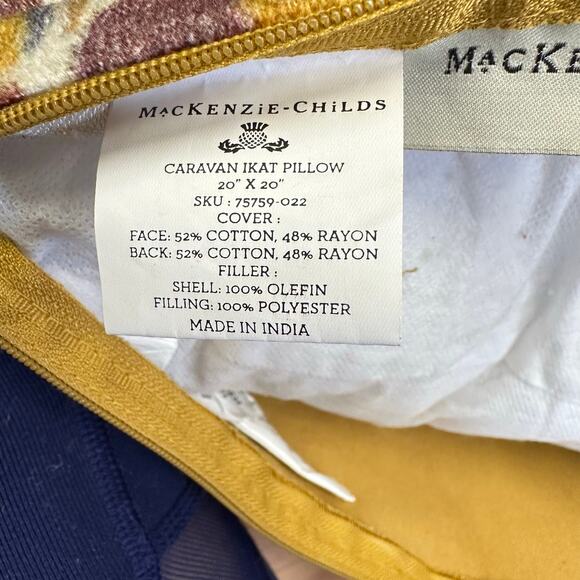 MACKENZiE-CHiLDS
CARAVAN IKAT PILLOW
20" X 20"
SKU : 75759-022
COVER :
FACE: 52% COTTON, 48% RAYON
BACK: 52% COTTON, 48% RAYON
FILLER :
SHELL: 100% OLEFIN
FILLING: 100% POLYESTER
MADE IN INDIA
MACKE